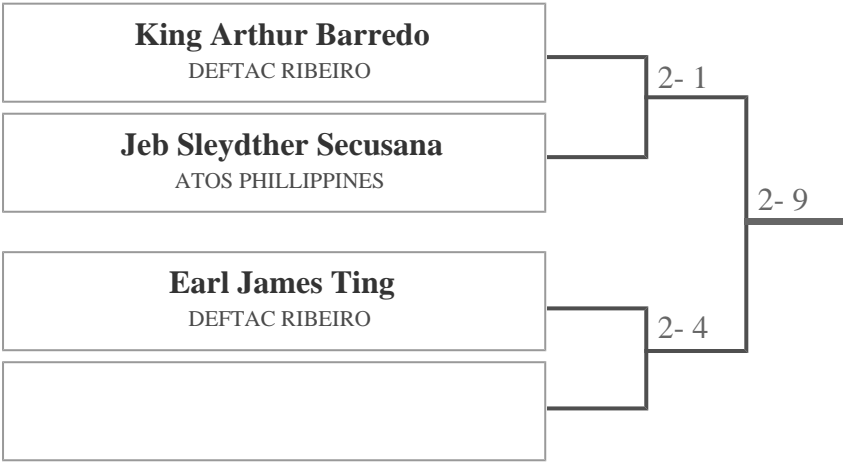 King Arthur Barredo
DEFTAC RIBEIRO
2- 1
Jeb Sleydther Secusana
ATOS PHILLIPPINES
2- 9
Earl James Ting
DEFTAC RIBEIRO
2- 4